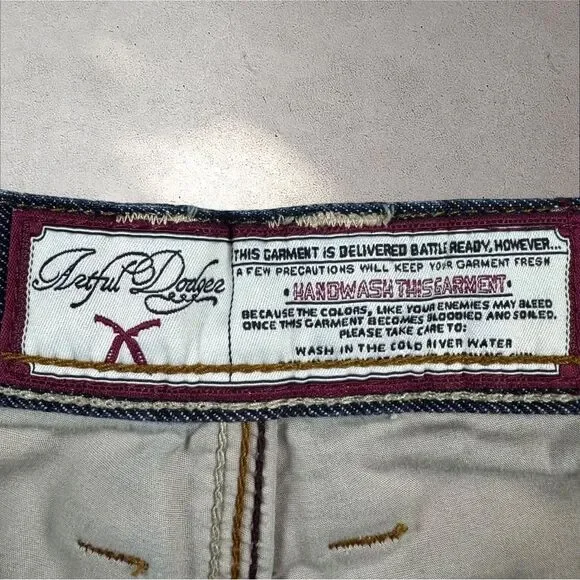 Artful Dodger
THIS GARMENT IS DELIVERED BATTLE READY, HOWEVER...
A FEW PRECAUTIONS WILL KEEP YOUR GARMENT FRESH
· HANDWASH THIS GARMENT ·
BECAUSE THE COLORS, LIKE YOUR ENEMIES MAY BLEED
ONCE THIS GARMENT BECOMES BLOODIED AND SOILED.
PLEASE TAKE CARE TO:
WASH IN THE COLD RIVER WATER